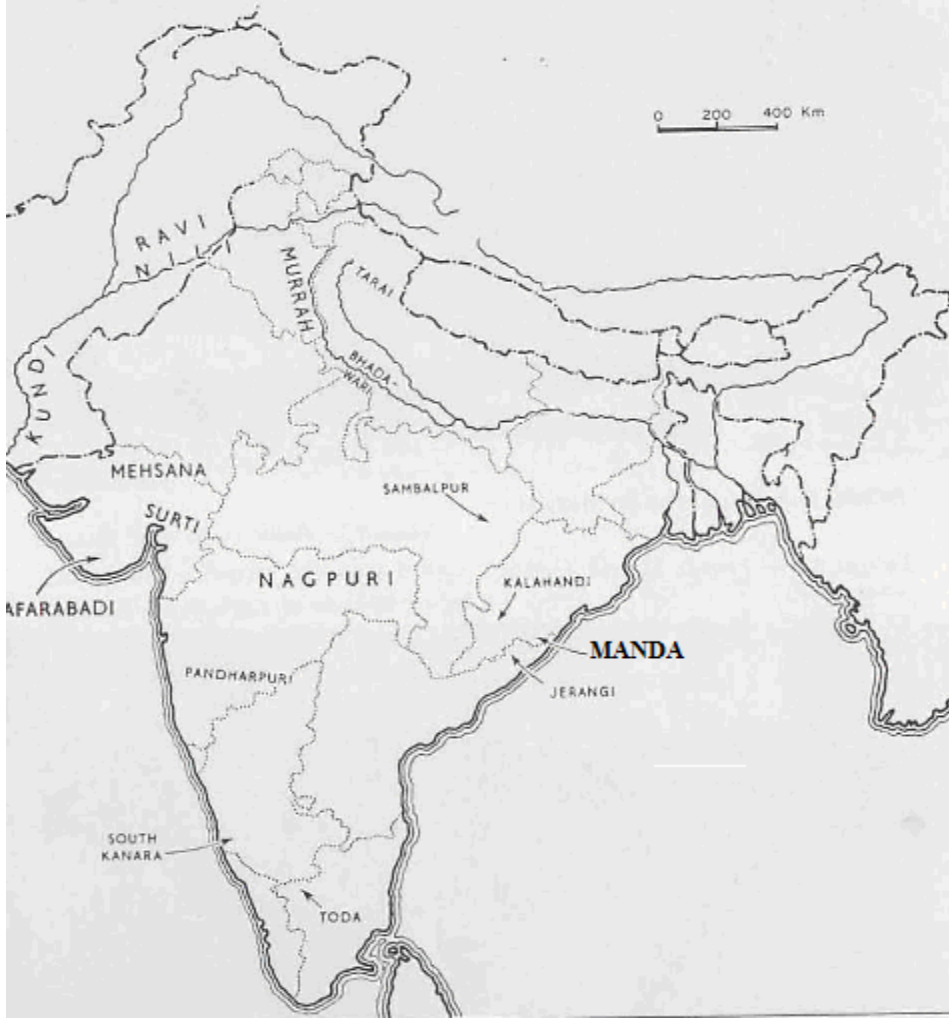 0 200 400 Km
RAVI
NILI
MURRAH
TARAI
KUNDI
BHADA-
WARI
MEHSANA
SAMBALPUR
SURTI
NAGPURI
KALAHANDI
AFARABADI
MANDA
PANDHARPURI
JERANGI
SOUTH
KANARA
TODA